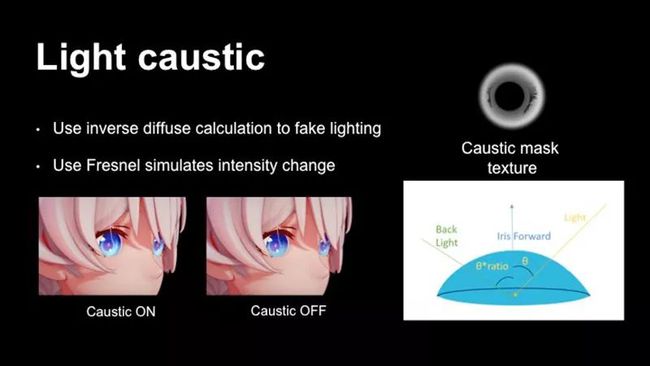 Light caustic
• Use inverse diffuse calculation to fake lighting
• Use Fresnel simulates intensity change
Caustic ON
Caustic OFF
Caustic mask
texture
Back
Light
Iris Forward
Light
θ*ratio
θ